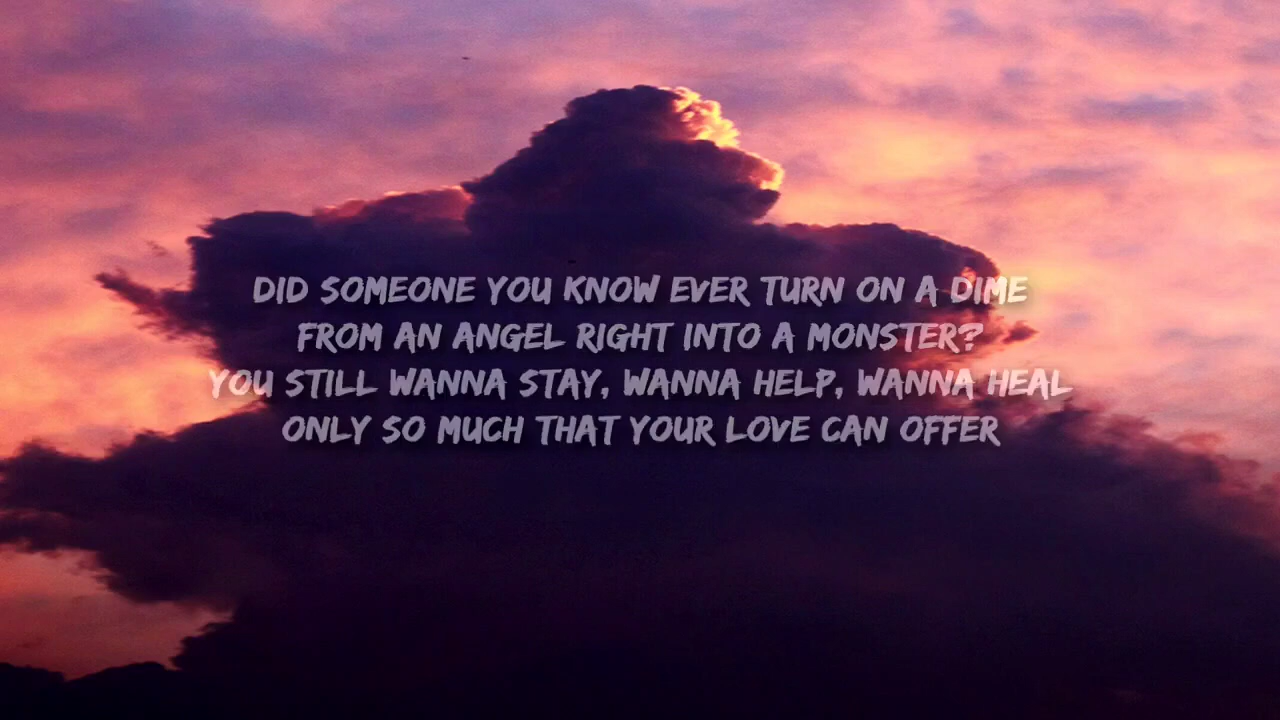 DID SOMEONE YOU KNOW EVER TURN ON A DIME
FROM AN ANGEL RIGHT INTO A MONSTER?
YOU STILL WANNA STAY, WANNA HELP, WANNA HEAL
ONLY SO MUCH THAT YOUR LOVE CAN OFFER